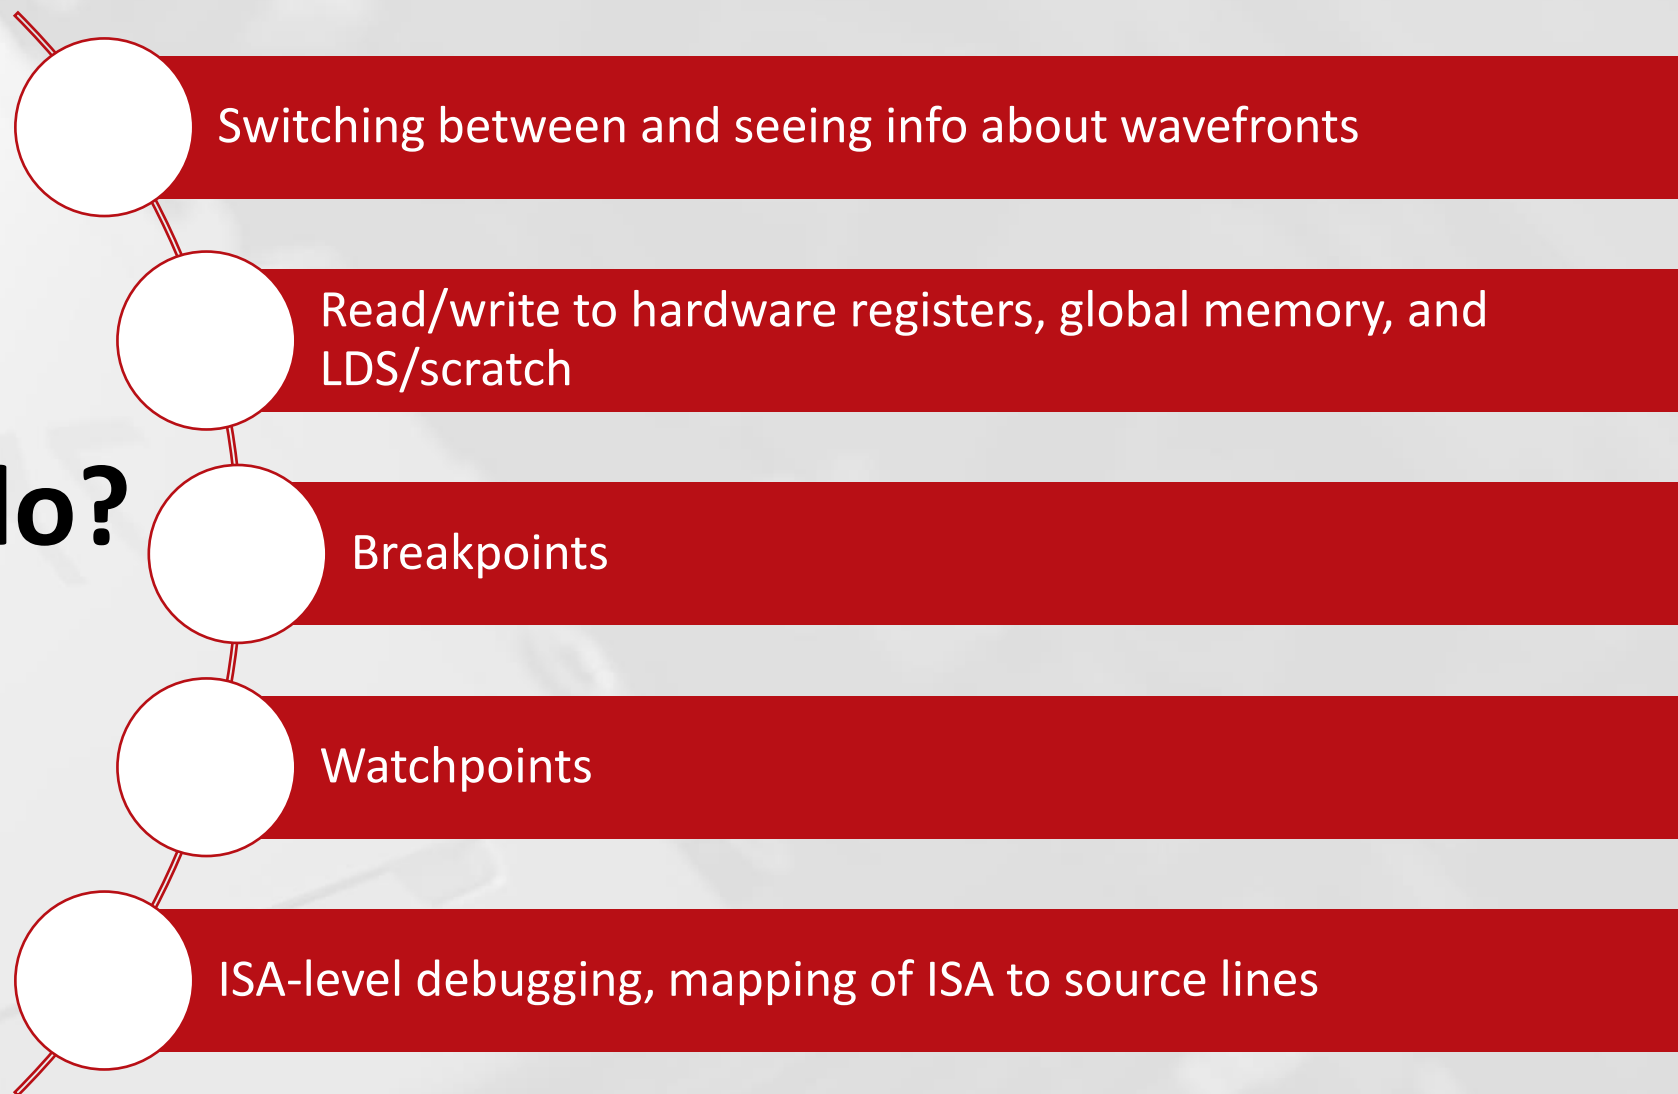 Switching between and seeing info about wavefronts
Read/write to hardware registers, global memory, and
LDS/scratch
do?
Breakpoints
Watchpoints
ISA-level debugging, mapping of ISA to source lines